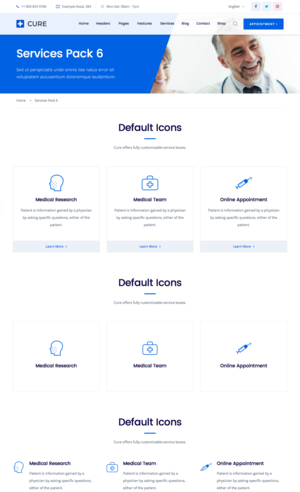 +1 800 833 9780 Example Road, 365 Mon-Sat: 10am - 7pm English
CURE Home Headers Pages Features Services Blog Contact Shop APPOINTMENT
Services Pack 6
Sed ut perspiciatis unde omnis iste natus error sit
voluptatem accusantium doloremque laudantium.
Home > Services Pack 6
Default Icons
Cure offers fully customizable service boxes.
Medical Research
Patient is information gained by a physician
by asking specific questions, either of the
patient.
Learn More >
Medical Team
Patient is information gained by a physician
by asking specific questions, either of the
patient.
Learn More >
Online Appointment
Patient is information gained by a physician
by asking specific questions, either of the
patient.
Learn More >
Default Icons
Cure offers fully customizable service boxes.
Medical Research
Medical Team
Online Appointment
Default Icons
Cure offers fully customizable service boxes.
Medical Research
Patient is information gained by a
physician by asking specific questions,
either of the patient.
Medical Team
Patient is information gained by a
physician by asking specific questions,
either of the patient.
Online Appointment
Patient is information gained by a
physician by asking specific questions,
either of the patient.